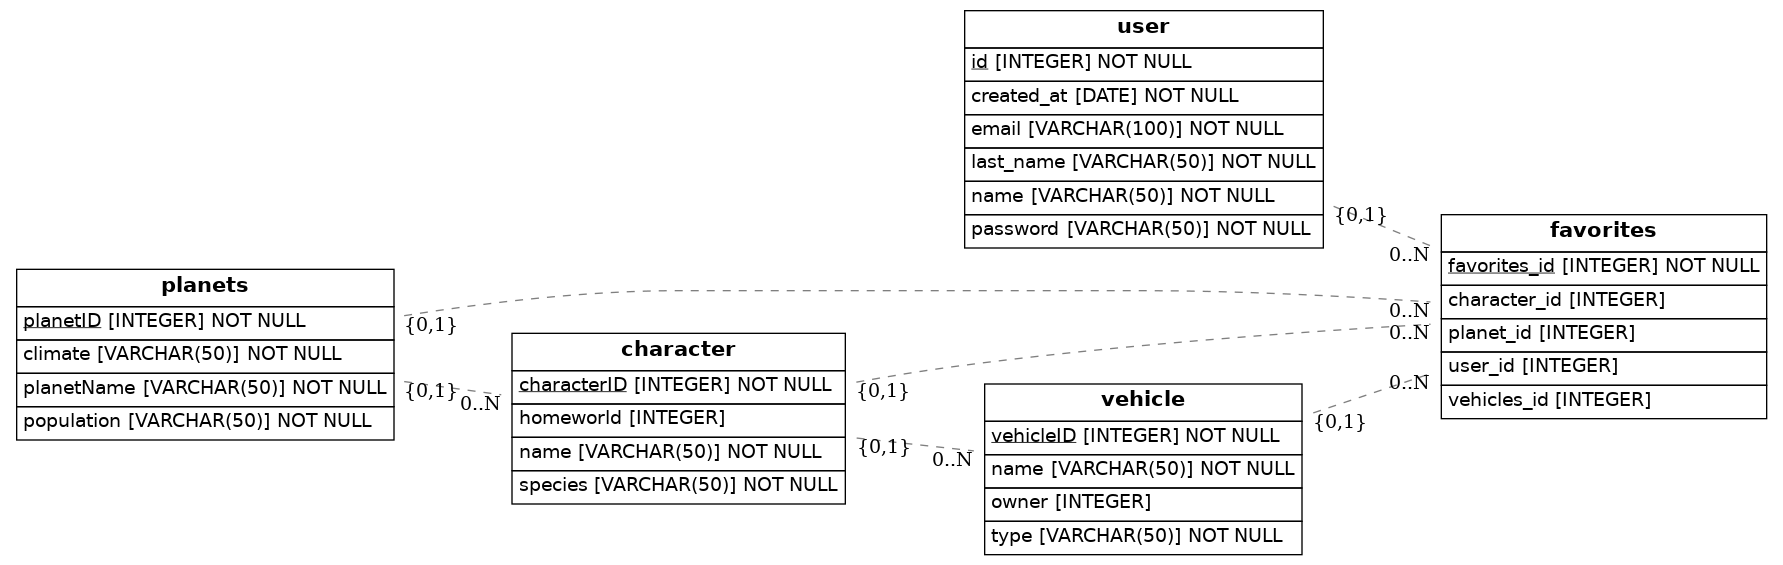 user
id [INTEGER] NOT NULL
created_at [DATE] NOT NULL
email [VARCHAR(100)] NOT NULL
last_name [VARCHAR(50)] NOT NULL
name [VARCHAR(50)] NOT NULL
password [VARCHAR(50)] NOT NULL
{0,1}
0..N
favorites
favorites_id [INTEGER] NOT NULL
character_id [INTEGER]
planet_id [INTEGER]
user_id [INTEGER]
vehicles_id [INTEGER]
planets
planetID [INTEGER] NOT NULL
climate [VARCHAR(50)] NOT NULL
planetName [VARCHAR(50)] NOT NULL
population [VARCHAR(50)] NOT NULL
{0,1}
0..N
{0,1}
0..N
character
characterID [INTEGER] NOT NULL
homeworld [INTEGER]
name [VARCHAR(50)] NOT NULL
species [VARCHAR(50)] NOT NULL
{0,1}
0..N
{0,1}
0..N
vehicle
vehicleID [INTEGER] NOT NULL
name [VARCHAR(50)] NOT NULL
owner [INTEGER]
type [VARCHAR(50)] NOT NULL
{0,1}
0..N